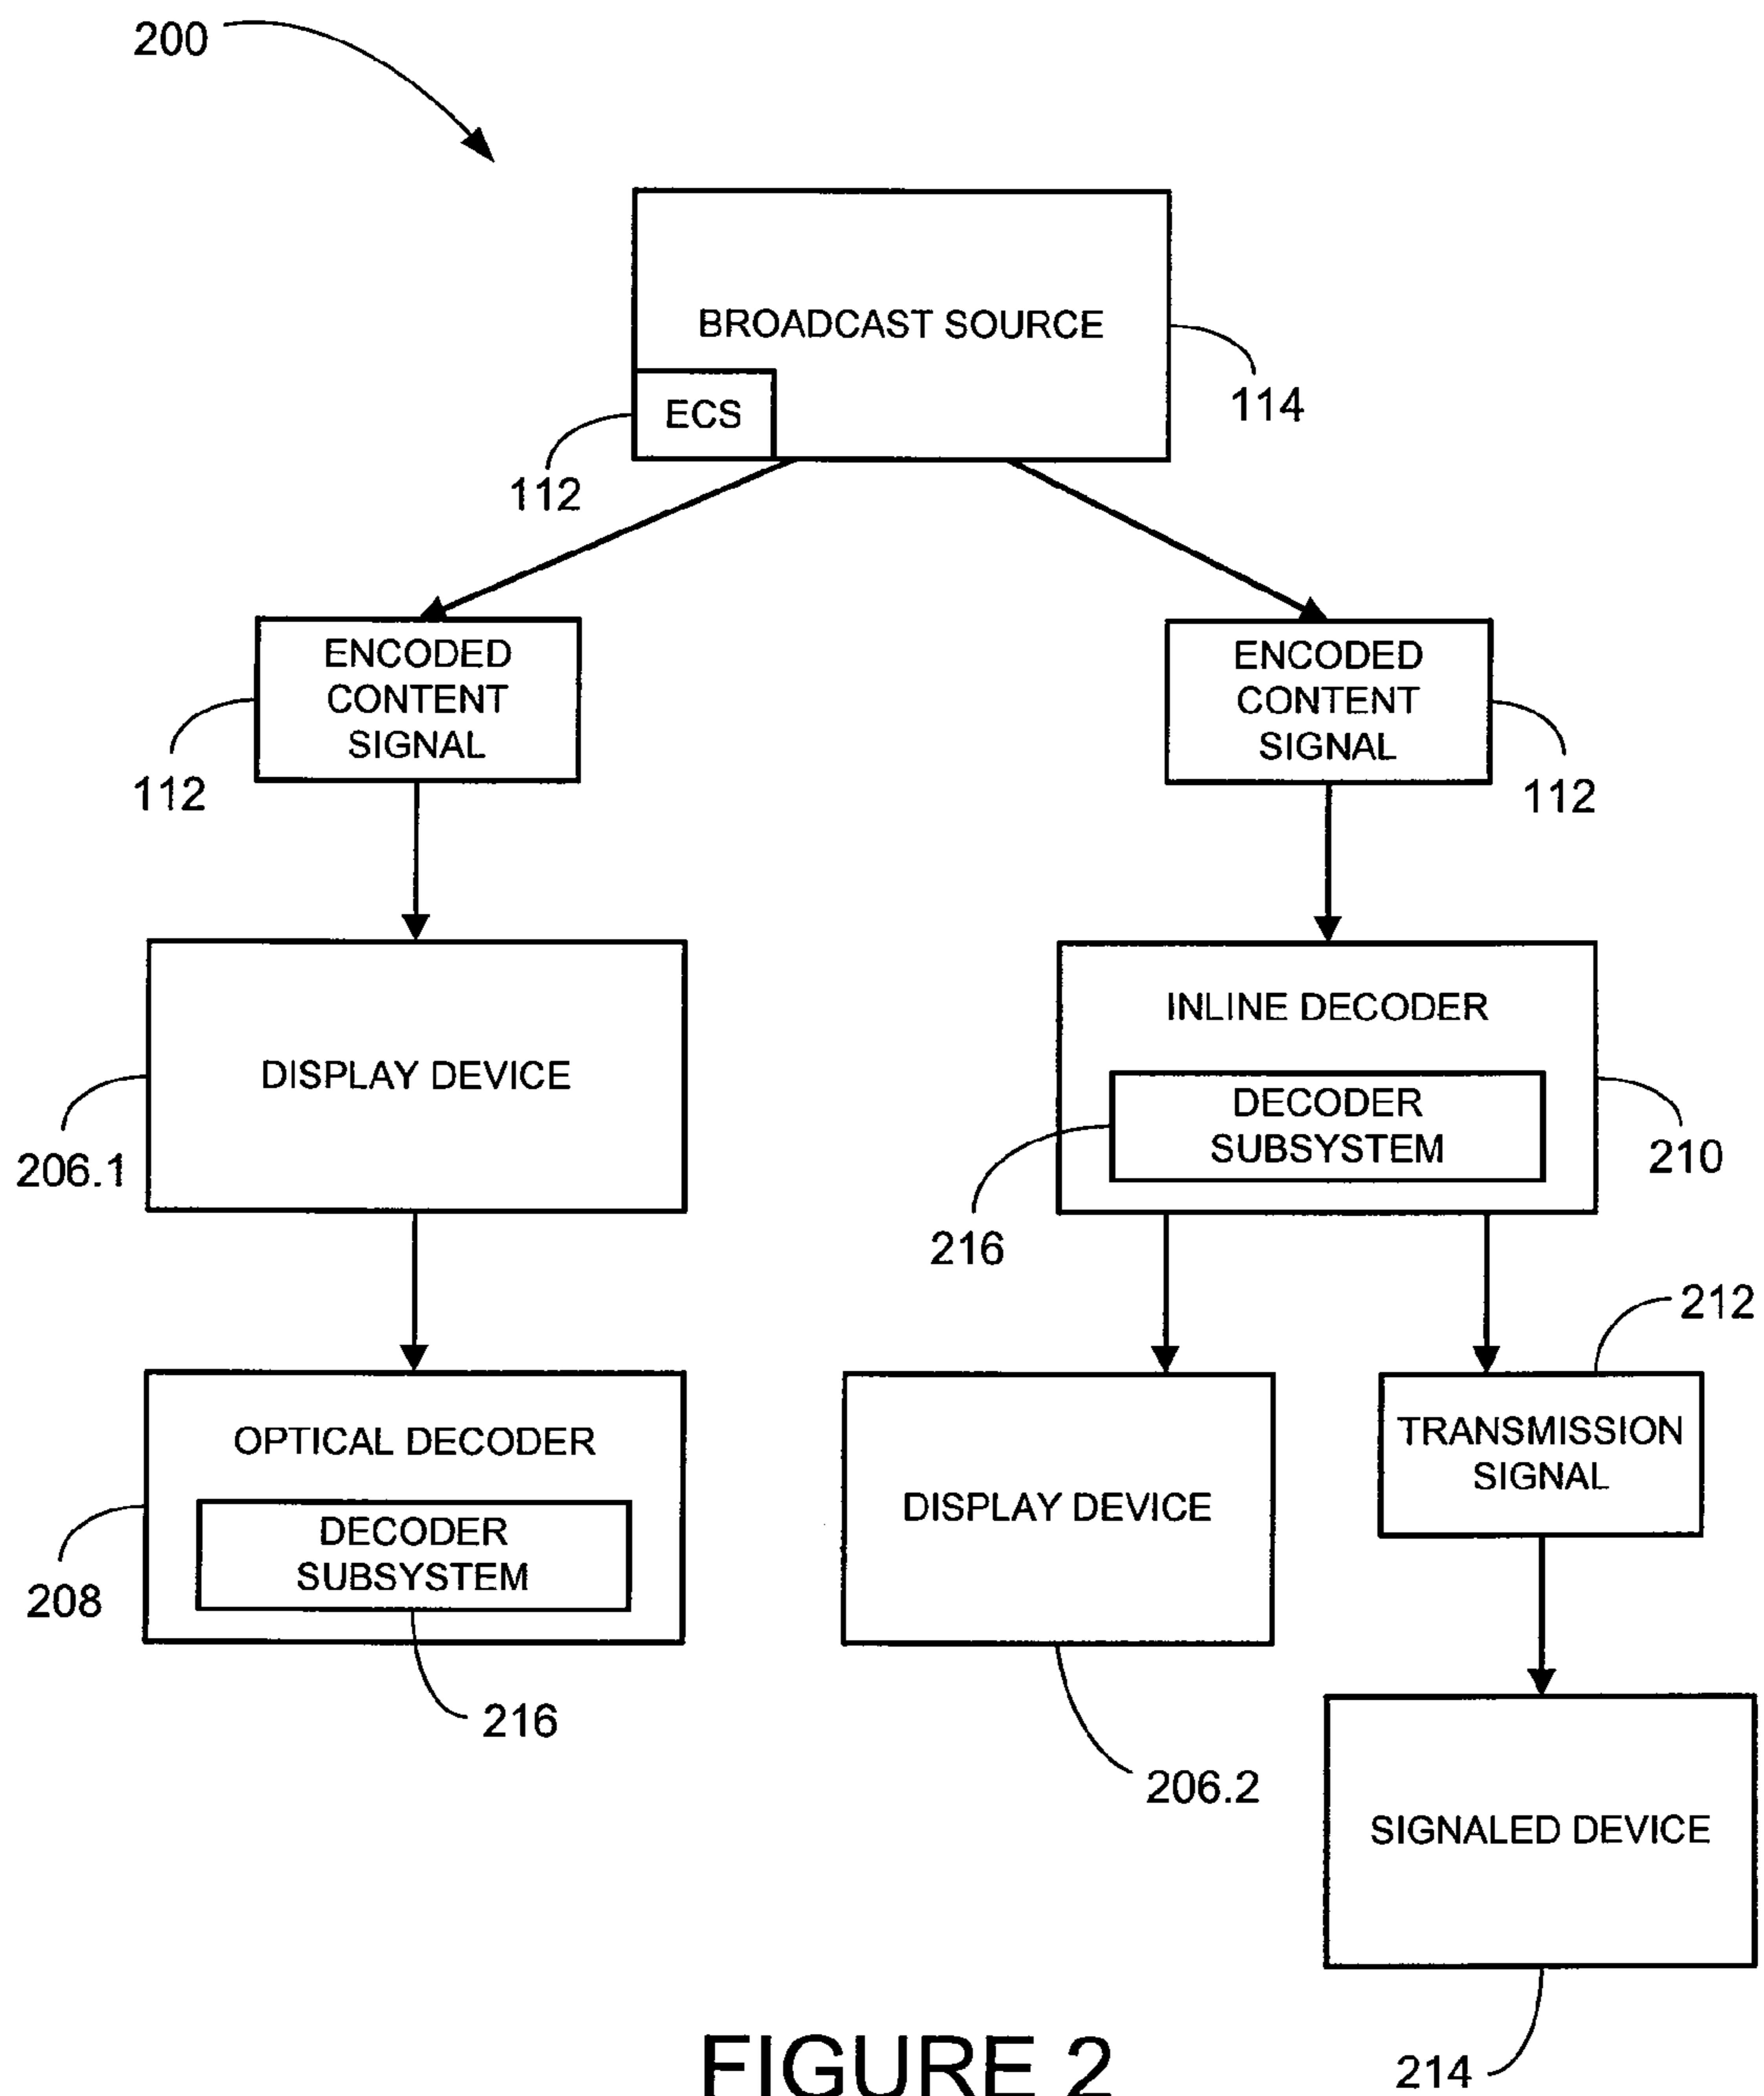 200
BROADCAST SOURCE
114
ECS
112
ENCODED
CONTENT
SIGNAL
112
ENCODED
CONTENT
SIGNAL
112
DISPLAY DEVICE
206.1
INLINE DECODER
DECODER
SUBSYSTEM
210
216
212
OPTICAL DECODER
DECODER
SUBSYSTEM
208
216
DISPLAY DEVICE
206.2
TRANSMISSION
SIGNAL
SIGNALED DEVICE
214
FIGURE 2